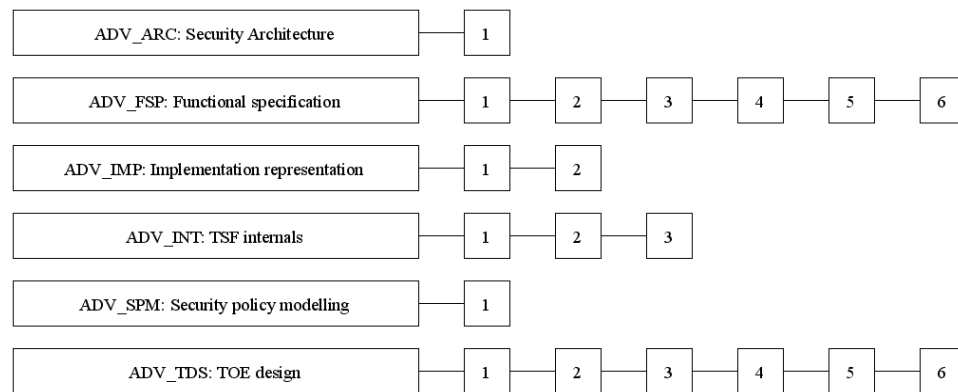 ADV_ARC: Security Architecture 1
ADV_FSP: Functional specification 1 2 3 4 5 6
ADV_IMP: Implementation representation 1 2
ADV_INT: TSF internals 1 2 3
ADV_SPM: Security policy modelling 1
ADV_TDS: TOE design 1 2 3 4 5 6